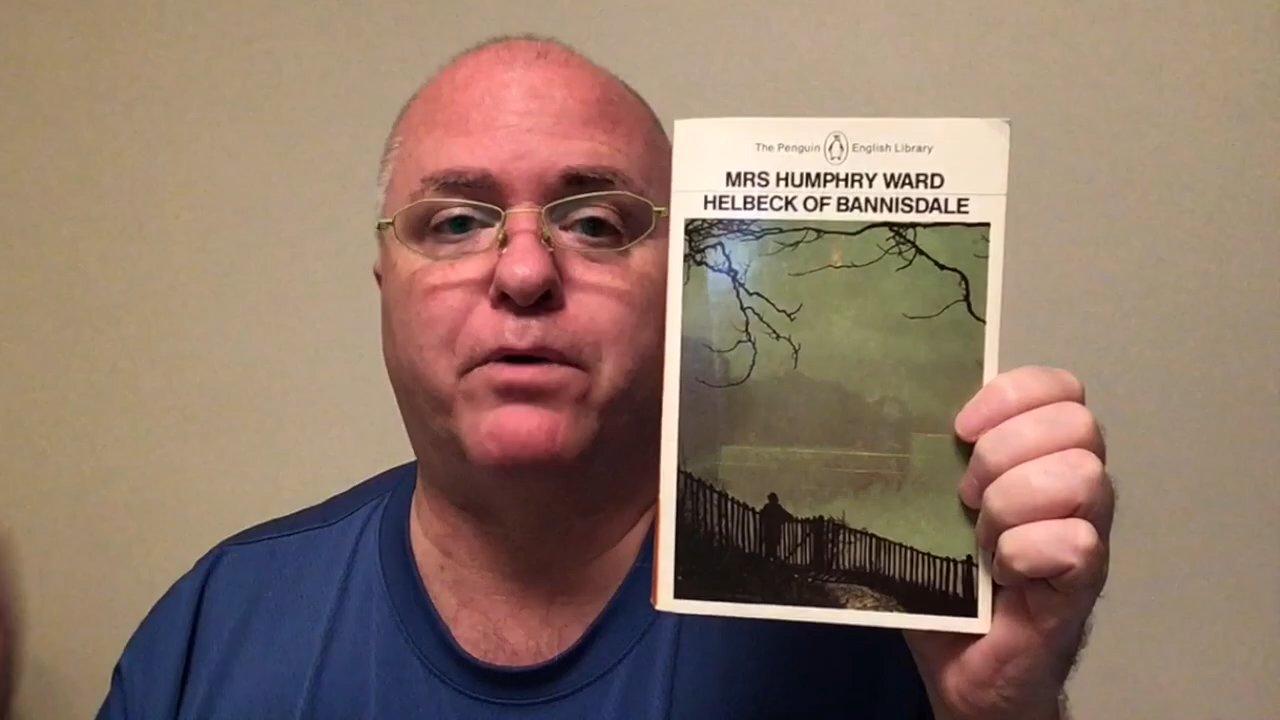 The Penguin English Library
MRS HUMPHRY WARD
HELBECK OF BANNISDALE